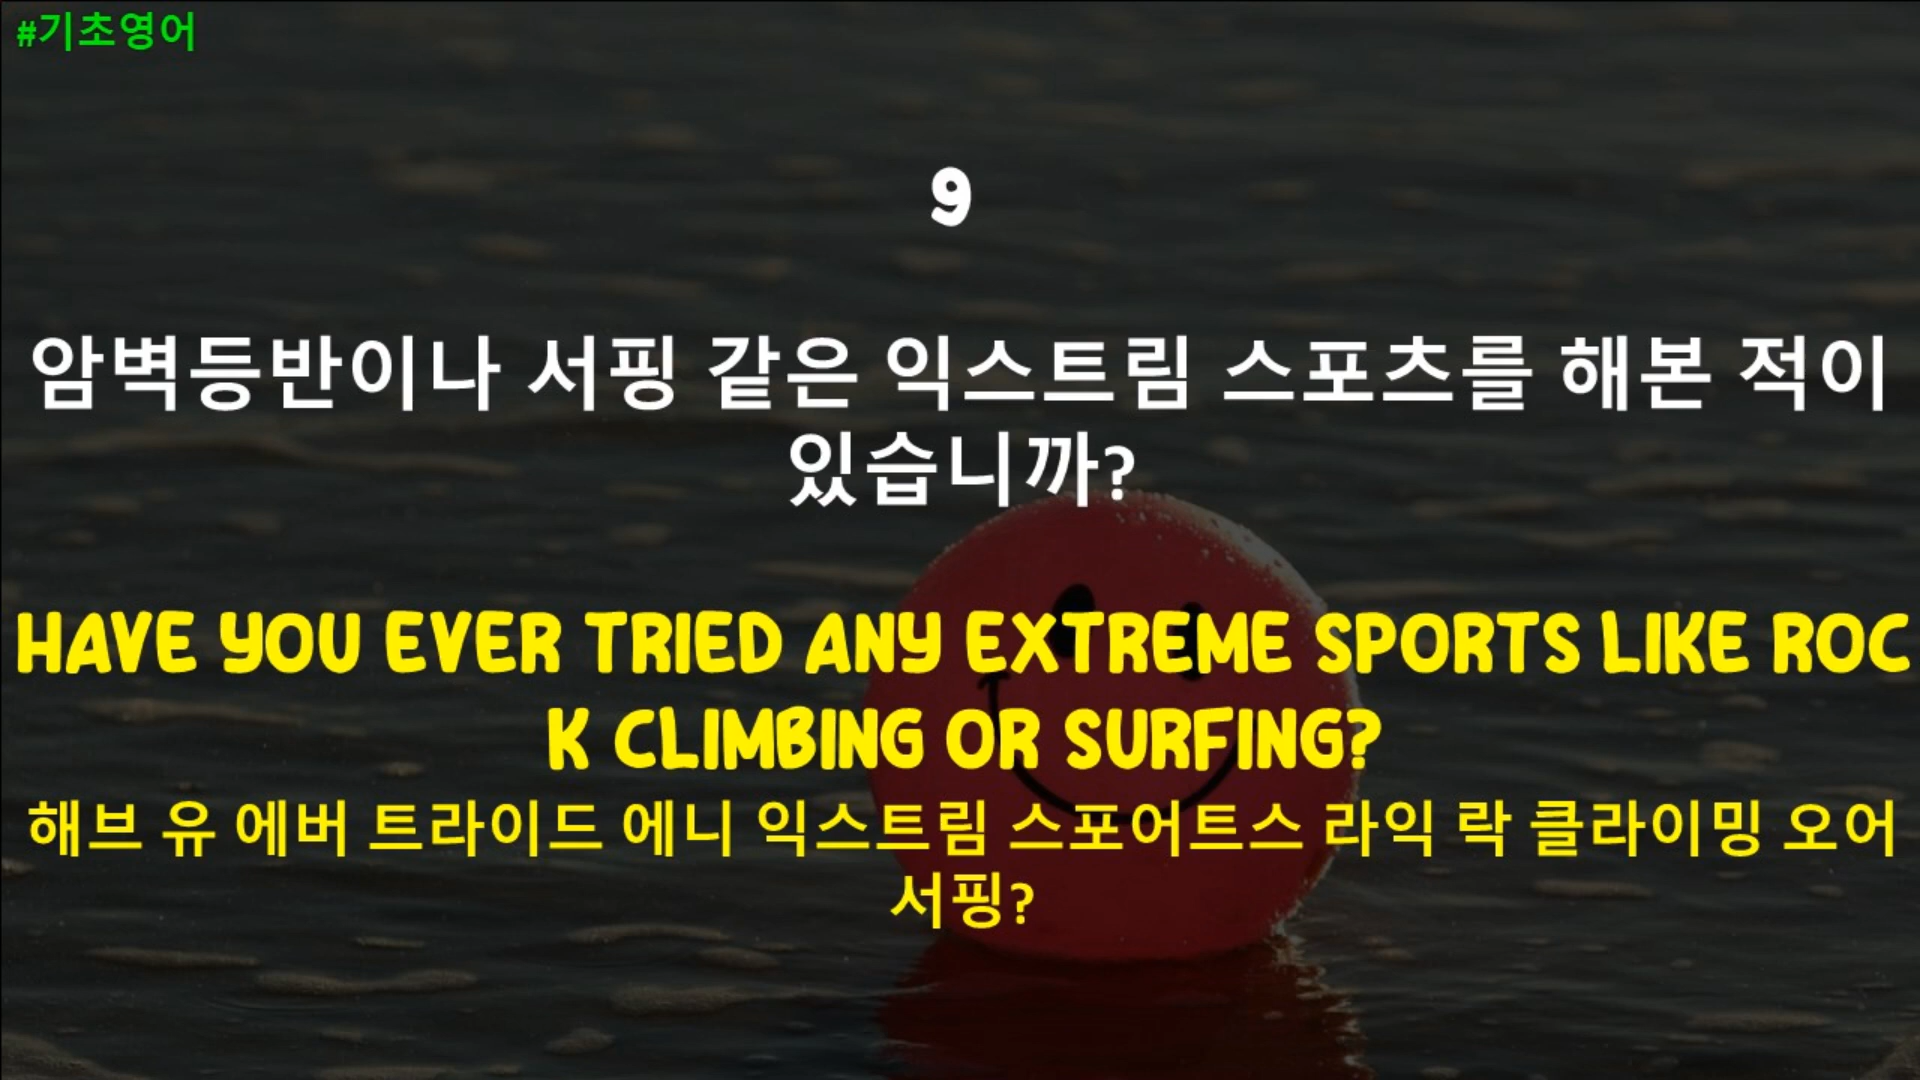 #기초영어
9
암벽등반이나 서핑 같은 익스트림 스포츠를 해본 적이
있습니까?
HAVE YOU EVER TRIED ANY EXTREME SPORTS LIKE ROC
K CLIMBING OR SURFING?
해브 유 에버 트라이드 에니 익스트림 스포어트스 라익 락 클라이밍 오어
서핑?